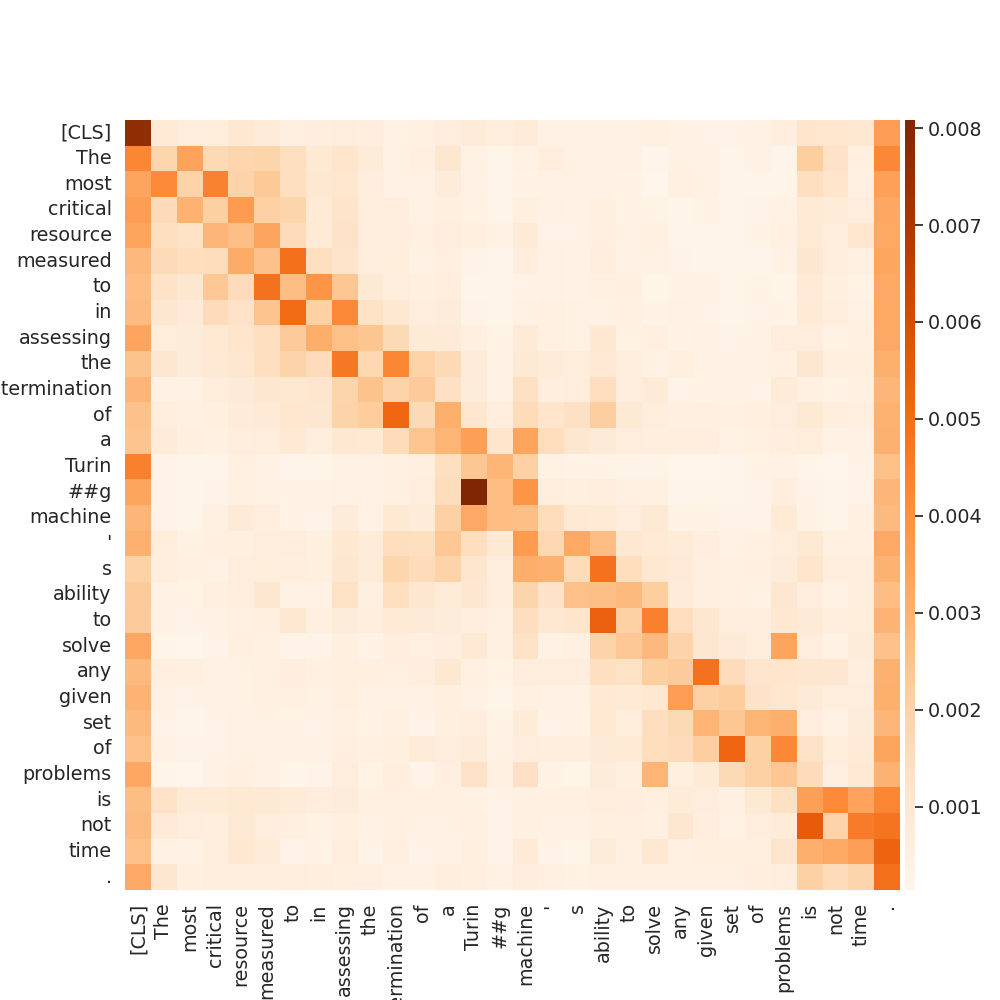 [CLS]
The
most
critical
resource
measured
to
in
assessing
the
termination
of
a
Turin
##g
machine
'
s
ability
to
solve
any
given
set
of
problems
is
not
time
.
0.008
0.007
0.006
0.005
0.004
0.003
0.002
0.001
[CLS] The most critical resource measured to in assessing the ermination of a Turin ##g machine ' s ability to solve any given set of problems is not time .